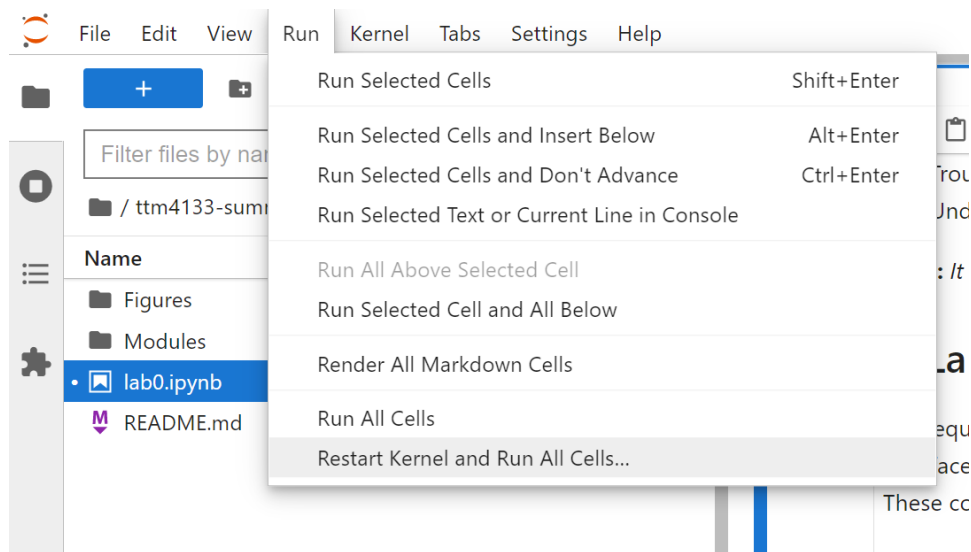 File Edit View Run Kernel Tabs Settings Help
+
Filter files by nar
/ ttm4133-sumr
Name
Figures
Modules
lab0.ipynb
README.md
Run Selected Cells Shift+Enter
Run Selected Cells and Insert Below Alt+Enter
Run Selected Cells and Don't Advance Ctrl+Enter
Run Selected Text or Current Line in Console
Run All Above Selected Cell
Run Selected Cell and All Below
Render All Markdown Cells
Run All Cells
Restart Kernel and Run All Cells...
: It
These co